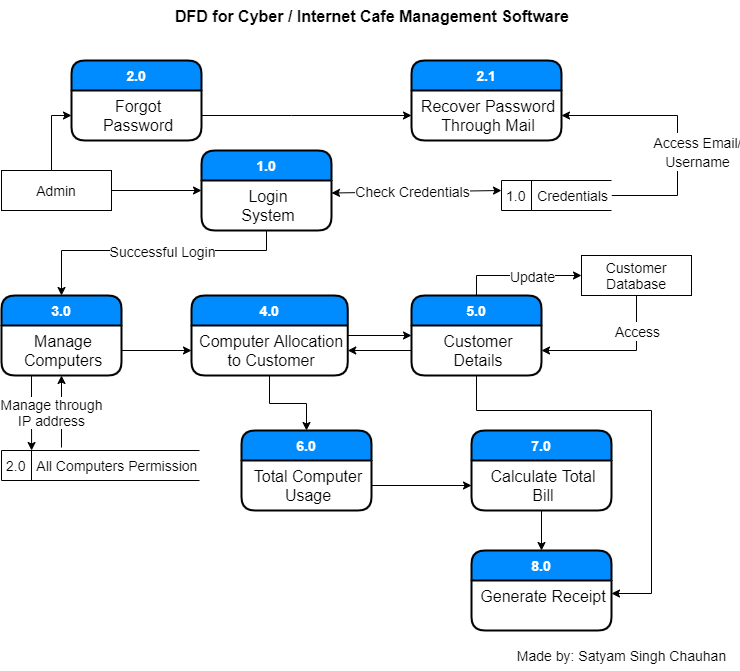 DFD for Cyber / Internet Cafe Management Software
2.0
Forgot
Password
2.1
Recover Password
Through Mail
Access Email/
Username
Admin
1.0
Login
System
Check Credentials
1.0
Credentials
Successful Login
Update
Customer
Database
Access
3.0
Manage
Computers
4.0
Computer Allocation
to Customer
5.0
Customer
Details
Manage through
IP address
2.0
All Computers Permission
6.0
Total Computer
Usage
7.0
Calculate Total
Bill
8.0
Generate Receipt
Made by: Satyam Singh Chauhan